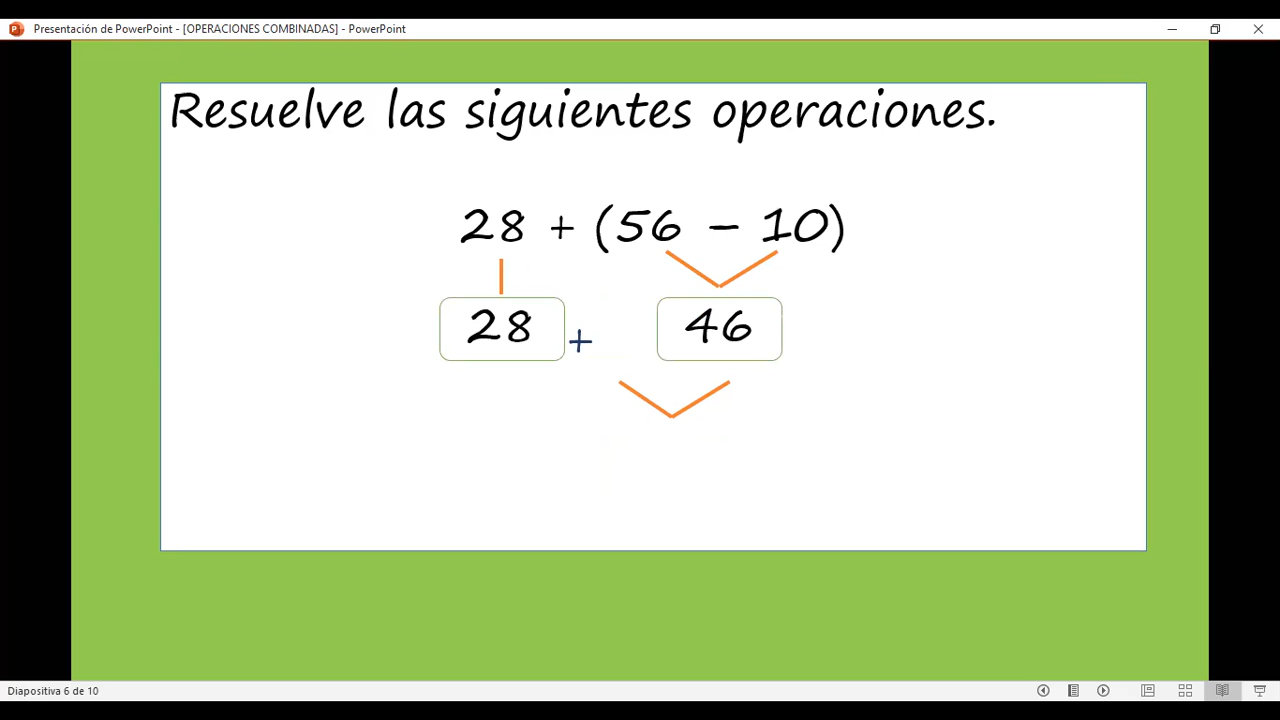 Presentación de PowerPoint - [OPERACIONES COMBINADAS] - PowerPoint
Resuelve las siguientes operaciones.
28 + (56 - 10)
28 + 46
Diapositiva 6 de 10